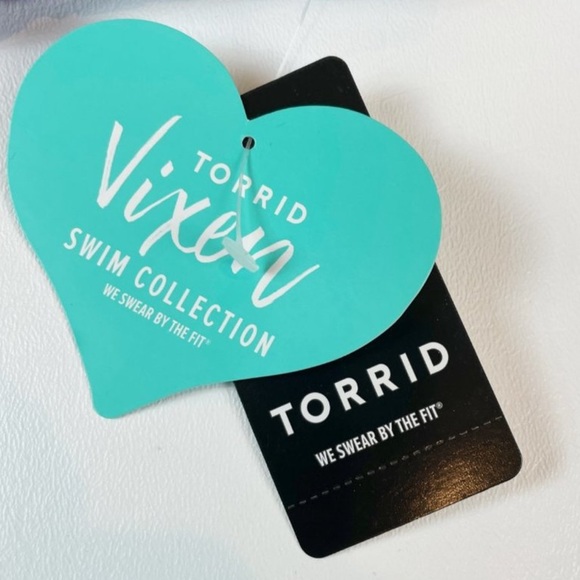 TORRID
Vixen
SWIM COLLECTION
WE SWEAR BY THE FIT®
TORRID
WE SWEAR BY THE FIT®